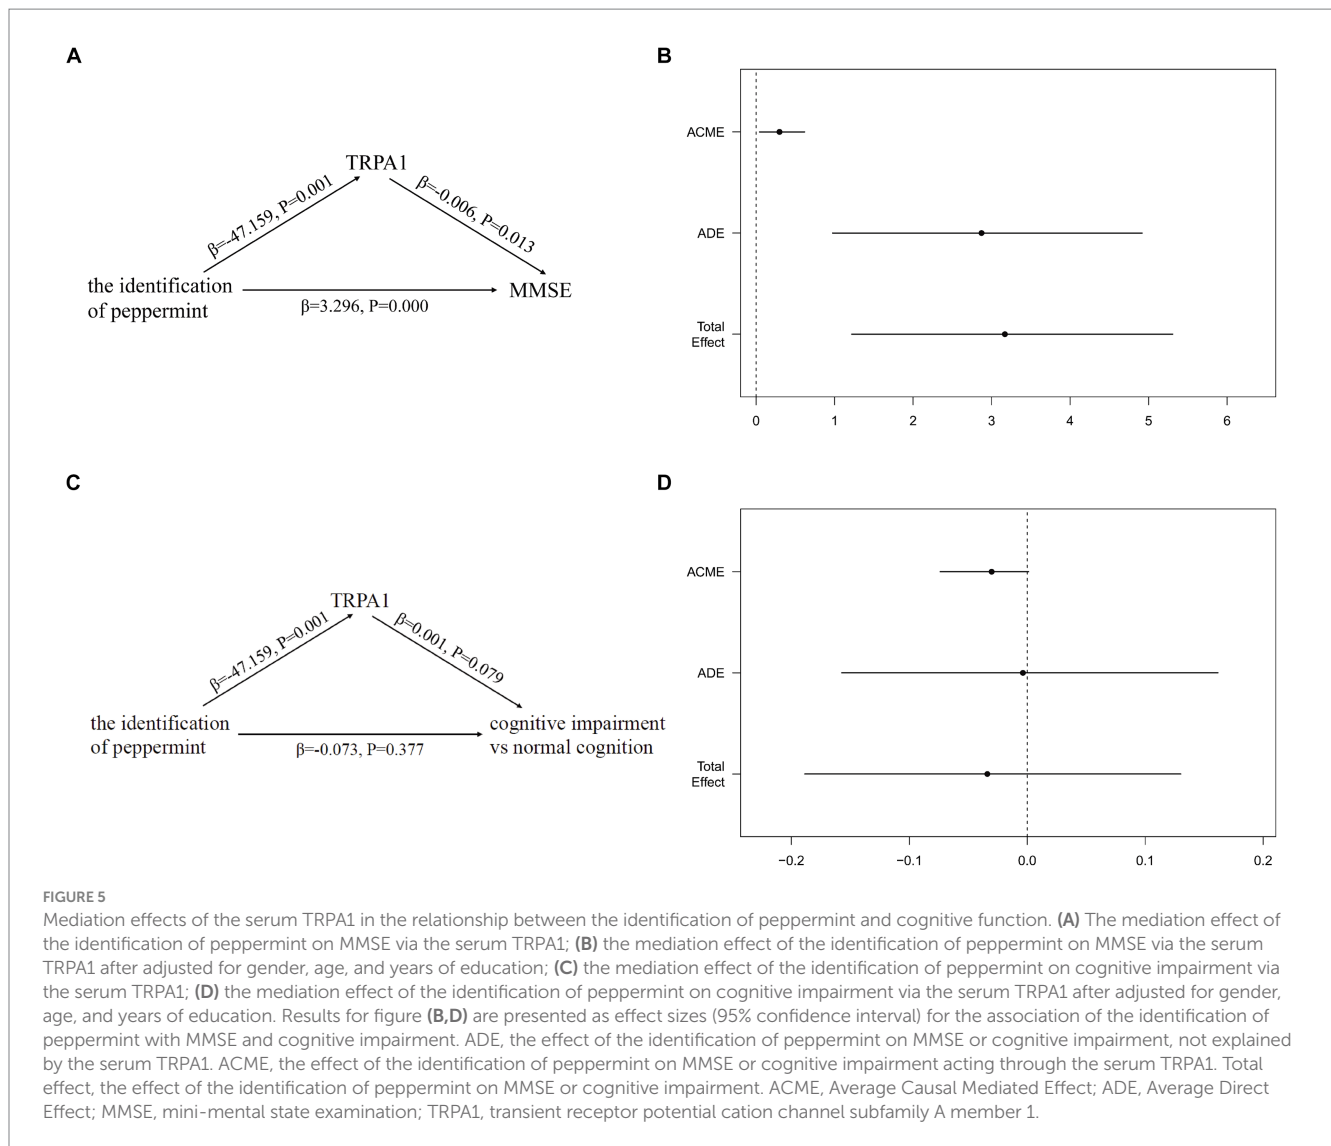 A
TRPA1
β=-47.159, P=0.001
β=-0.006, P=0.013
the identification
of peppermint
MMSE
β=3.296, P=0.000
B
ACME
ADE
Total
Effect
0 1 2 3 4 5 6
C
TRPA1
β=-47.159, P=0.001
β=0.001, P=0.079
the identification
of peppermint
cognitive impairment
vs normal cognition
β=-0.073, P=0.377
D
ACME
ADE
Total
Effect
−0.2 −0.1 0.0 0.1 0.2
FIGURE 5
Mediation effects of the serum TRPA1 in the relationship between the identification of peppermint and cognitive function. (A) The mediation effect of
the identification of peppermint on MMSE via the serum TRPA1; (B) the mediation effect of the identification of peppermint on MMSE via the serum
TRPA1 after adjusted for gender, age, and years of education; (C) the mediation effect of the identification of peppermint on cognitive impairment via
the serum TRPA1; (D) the mediation effect of the identification of peppermint on cognitive impairment via the serum TRPA1 after adjusted for gender,
age, and years of education. Results for figure (B,D) are presented as effect sizes (95% confidence interval) for the association of the identification of
peppermint with MMSE and cognitive impairment. ADE, the effect of the identification of peppermint on MMSE or cognitive impairment, not explained
by the serum TRPA1. ACME, the effect of the identification of peppermint on MMSE or cognitive impairment acting through the serum TRPA1. Total
effect, the effect of the identification of peppermint on MMSE or cognitive impairment. ACME, Average Causal Mediated Effect; ADE, Average Direct
Effect; MMSE, mini-mental state examination; TRPA1, transient receptor potential cation channel subfamily A member 1.